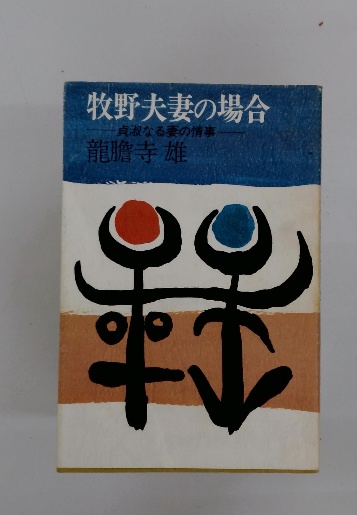 牧野夫妻の場合
——貞淑なる妻の情事——
龍膽寺雄